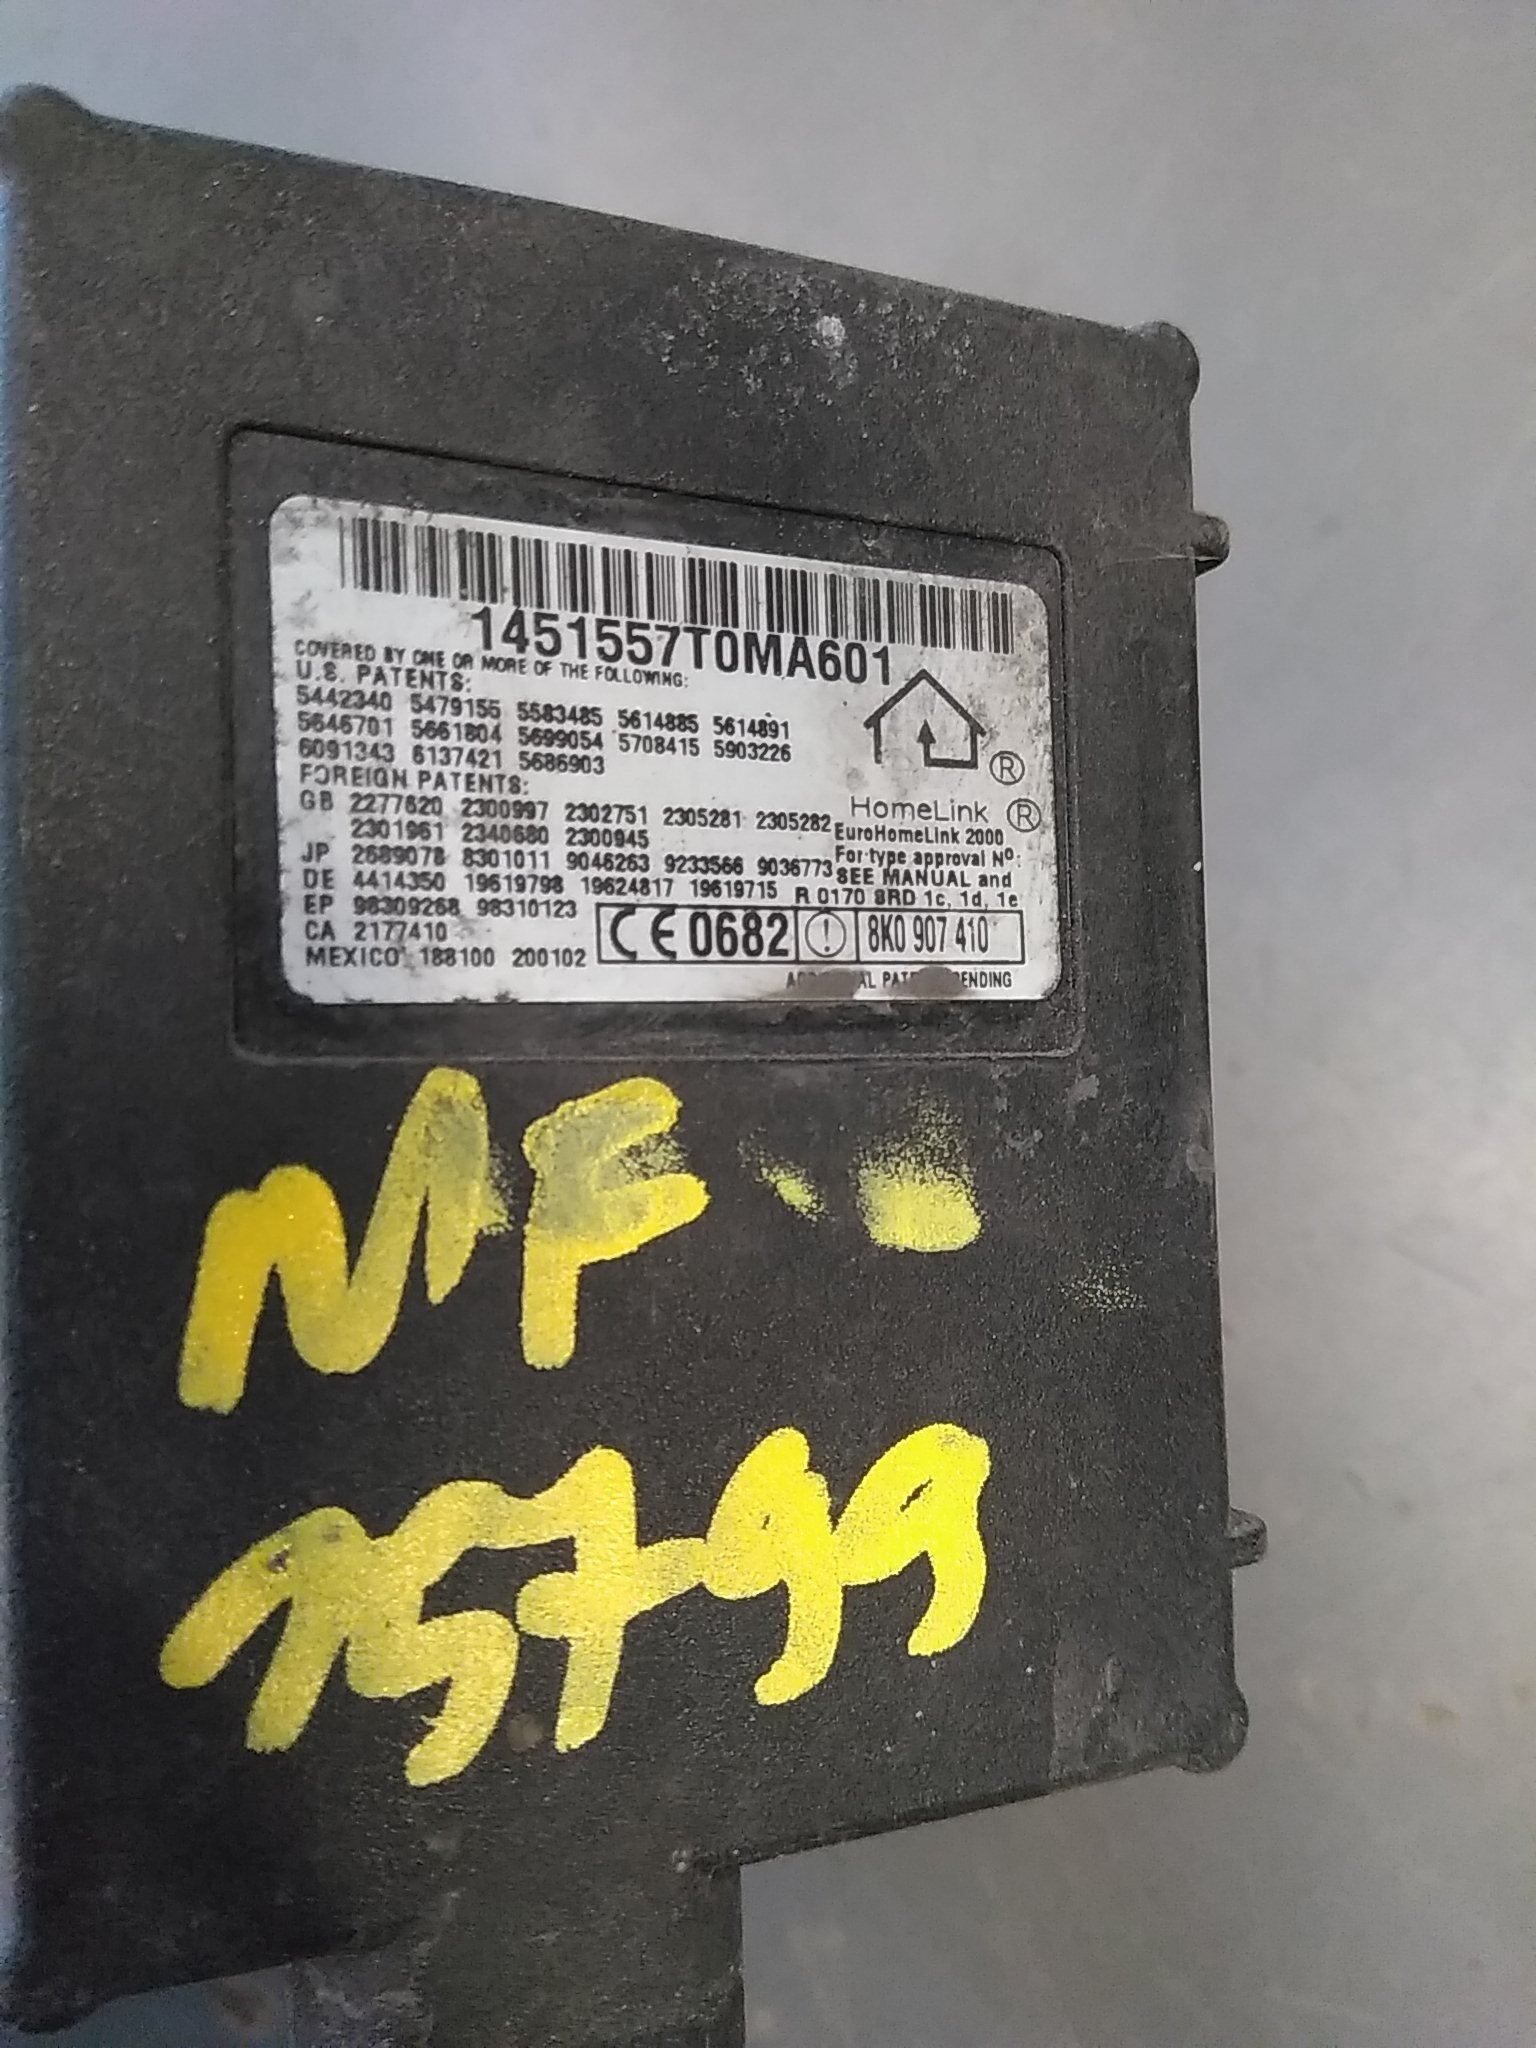 1451557T0MA601
COVERED BY ONE OR MORE OF THE FOLLOWING:
U.S. PATENTS:
5442340 5479155 5583485 5614885 5614891
5646701 5661804 5699054 5708415 5903226
6091343 6137421 5686903
FOREIGN PATENTS:
GB 2277820 2300997 2302751 2305281 2305282
2301961 2340680 2300945
JP 2689078 8301011 9046263 9233566 9036773
DE 4414350 19619798 19624817 19619715
EP 98309268 98310123
CA 2177410
MEXICO 188100 200102
®
HomeLink ®
EuroHomeLink 2000
For type approval Nº:
SEE MANUAL and
R 0170 8RD 1c, 1d, 1e
CE 0682 ! 8K0 907 410
PENDING
MF
15799